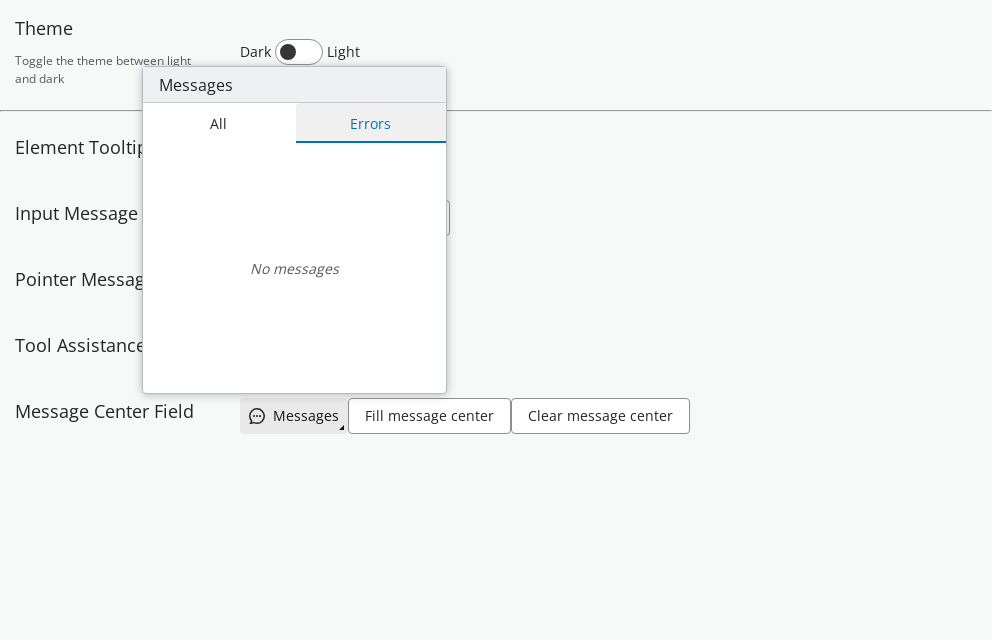 Theme
Toggle the theme between light
and dark
Dark
Light
Messages
All
Errors
No messages
Element Tooltip
Input Message
Pointer Messag
Tool Assistance
Message Center Field
Messages
Fill message center
Clear message center